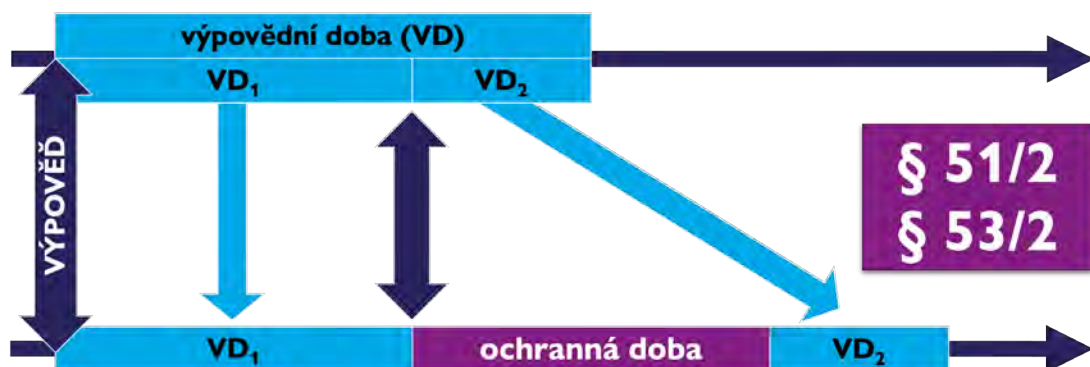 výpovědní doba (VD)
VD₁
VD₂
VÝPOVĚĎ
§ 51/2
§ 53/2
VD₁
ochranná doba
VD₂